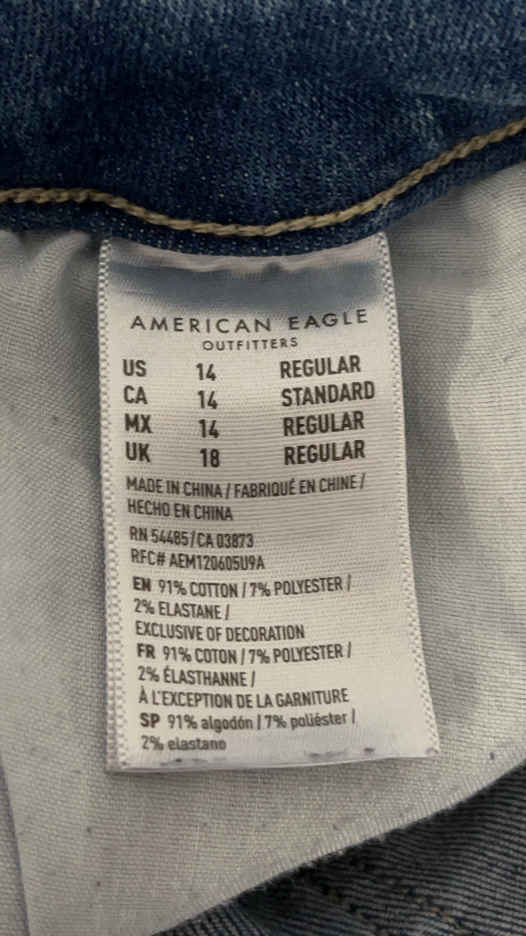 AMERICAN EAGLE
OUTFITTERS
US 14 REGULAR
CA 14 STANDARD
MX 14 REGULAR
UK 18 REGULAR
MADE IN CHINA / FABRIQUÉ EN CHINE /
HECHO EN CHINA
RN 54485/CA 03873
RFC# AEM120605U9A
EN 91% COTTON / 7% POLYESTER /
2% ELASTANE /
EXCLUSIVE OF DECORATION
FR 91% COTON / 7% POLYESTER /
2% ÉLASTHANNE /
À L'EXCEPTION DE LA GARNITURE
SP 91% algodón / 7% poliéster /
2% elastano